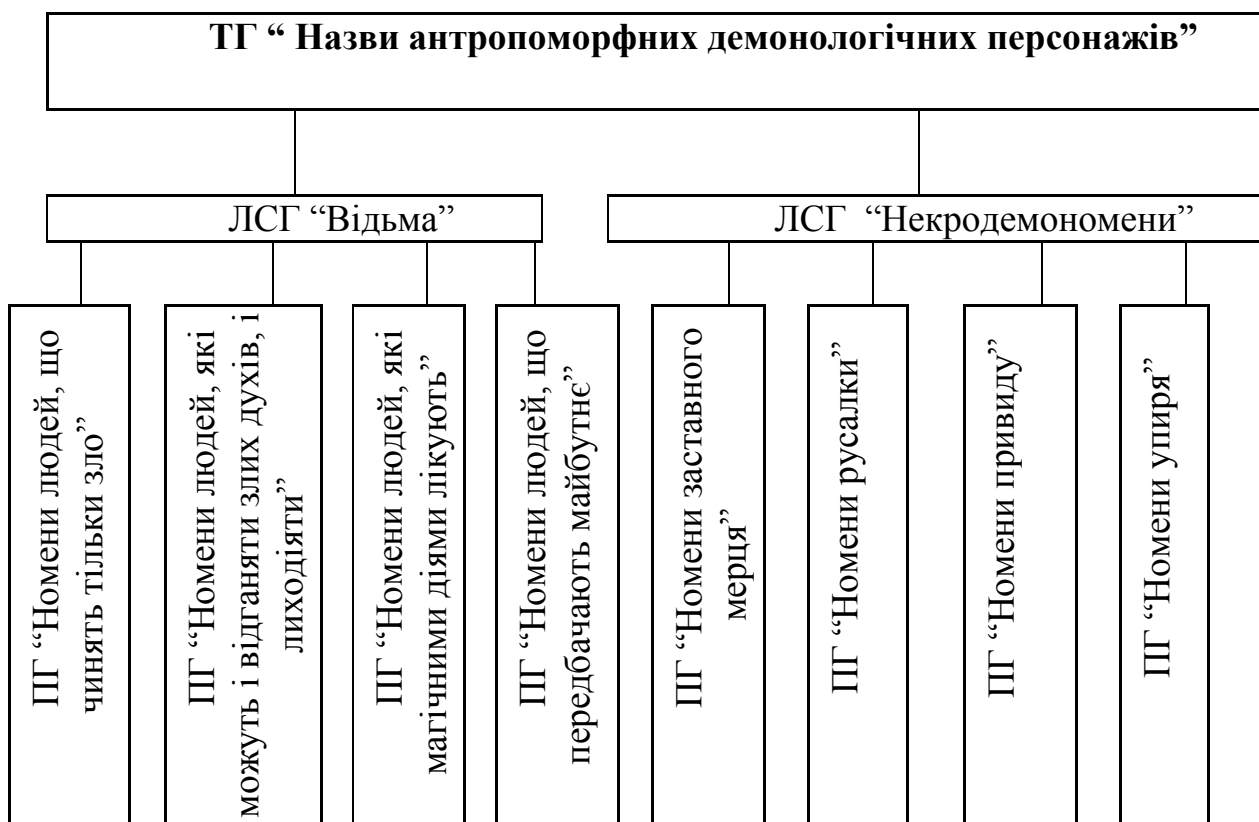 ТГ “ Назви антропоморфних демонологічних персонажів”
ЛСГ “Відьма”
ЛСГ “Некродемономени”
ПГ “Номени людей, що
чинять тільки зло”
ПГ “Номени людей, які
можуть і відганяти злих духів, і
лиходіяти”
ПГ “Номени людей, які
магічними діями лікують”
ПГ “Номени людей, що
передбачають майбутнє”
ПГ “Номени заставного
мерця”
ПГ “Номени русалки”
ПГ “Номени привиду”
ПГ “Номени упиря”